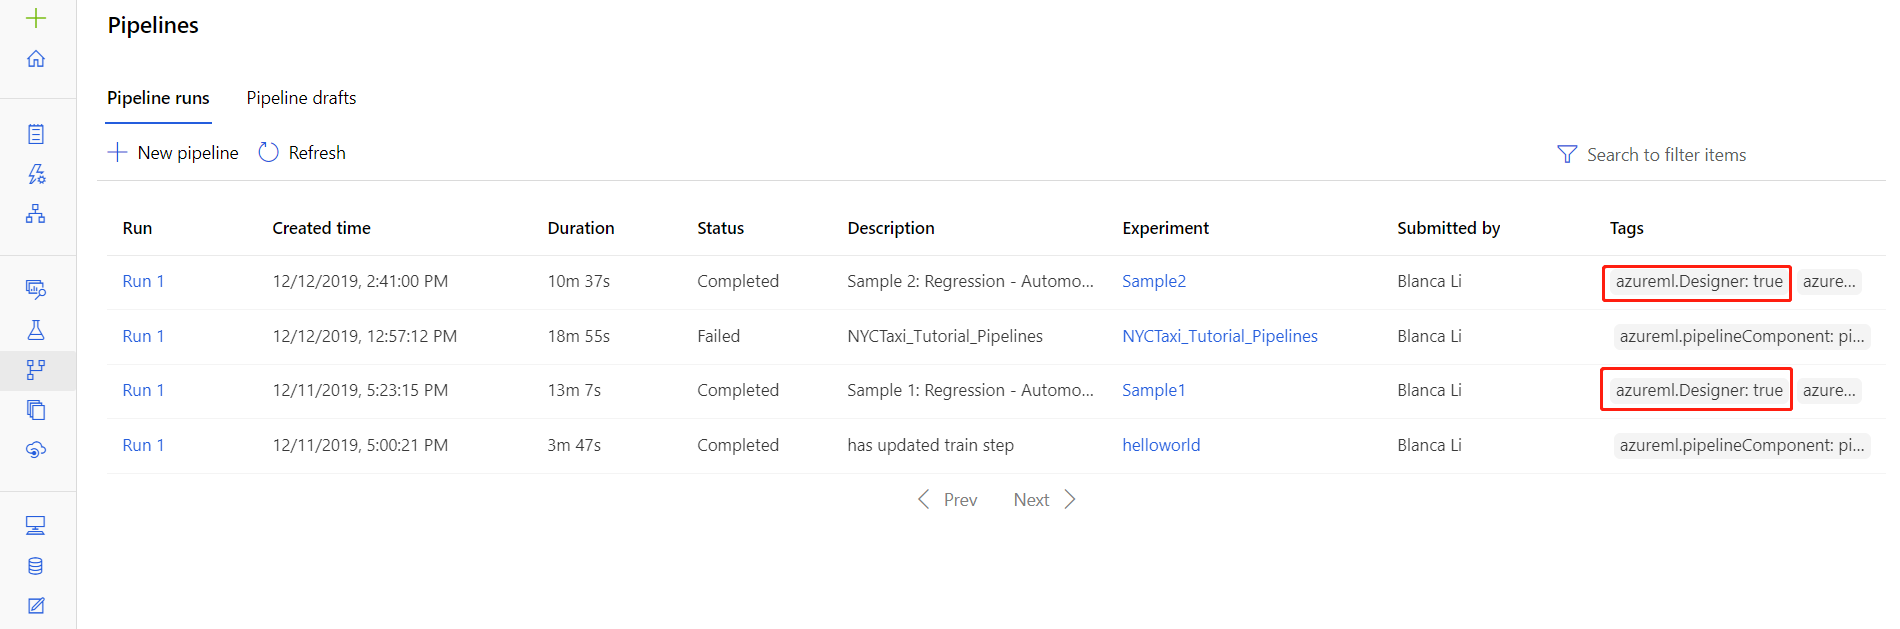 Pipelines
Pipeline runs Pipeline drafts
New pipeline Refresh Search to filter items
Run Created time Duration Status Description Experiment Submitted by Tags
Run 1 12/12/2019, 2:41:00 PM 10m 37s Completed Sample 2: Regression - Automo... Sample2 Blanca Li azureml.Designer: true azure...
Run 1 12/12/2019, 12:57:12 PM 18m 55s Failed NYCTaxi_Tutorial_Pipelines NYCTaxi_Tutorial_Pipelines Blanca Li azureml.pipelineComponent: pi...
Run 1 12/11/2019, 5:23:15 PM 13m 7s Completed Sample 1: Regression - Automo... Sample1 Blanca Li azureml.Designer: true azure...
Run 1 12/11/2019, 5:00:21 PM 3m 47s Completed has updated train step helloworld Blanca Li azureml.pipelineComponent: pi...
Prev Next